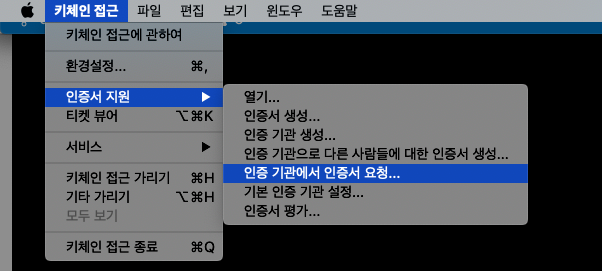 키체인 접근 파일 편집 보기 윈도우 도움말
키체인 접근에 관하여
환경설정... ⌘,
인증서 지원 ▶
티켓 뷰어 ⌥⌘K
서비스 ▶
키체인 접근 가리기 ⌘H
기타 가리기 ⌥⌘H
모두 보기
키체인 접근 종료 ⌘Q
열기...
인증서 생성...
인증 기관 생성...
인증 기관으로 다른 사람들에 대한 인증서 생성...
인증 기관에서 인증서 요청...
기본 인증 기관 설정...
인증서 평가...